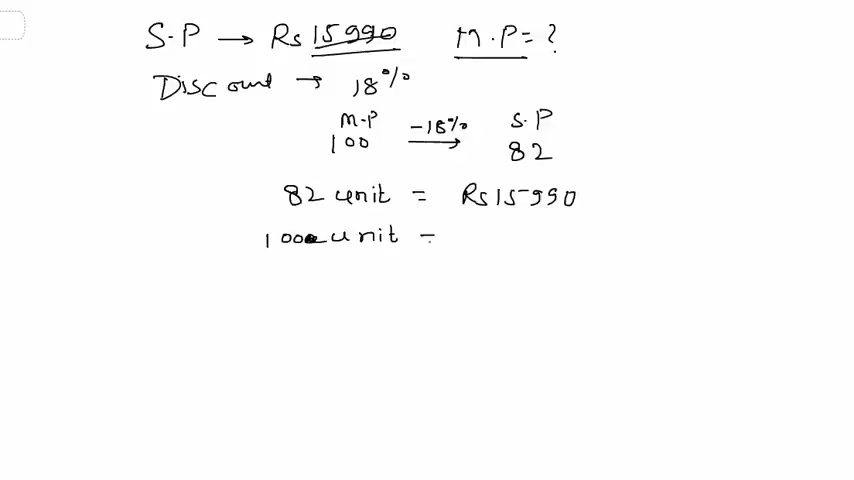 S.P → Rs 15990 M.P = ?
Discount → 18%
M.P -18% S.P
100 → 82
82 unit = Rs 15990
100 unit =